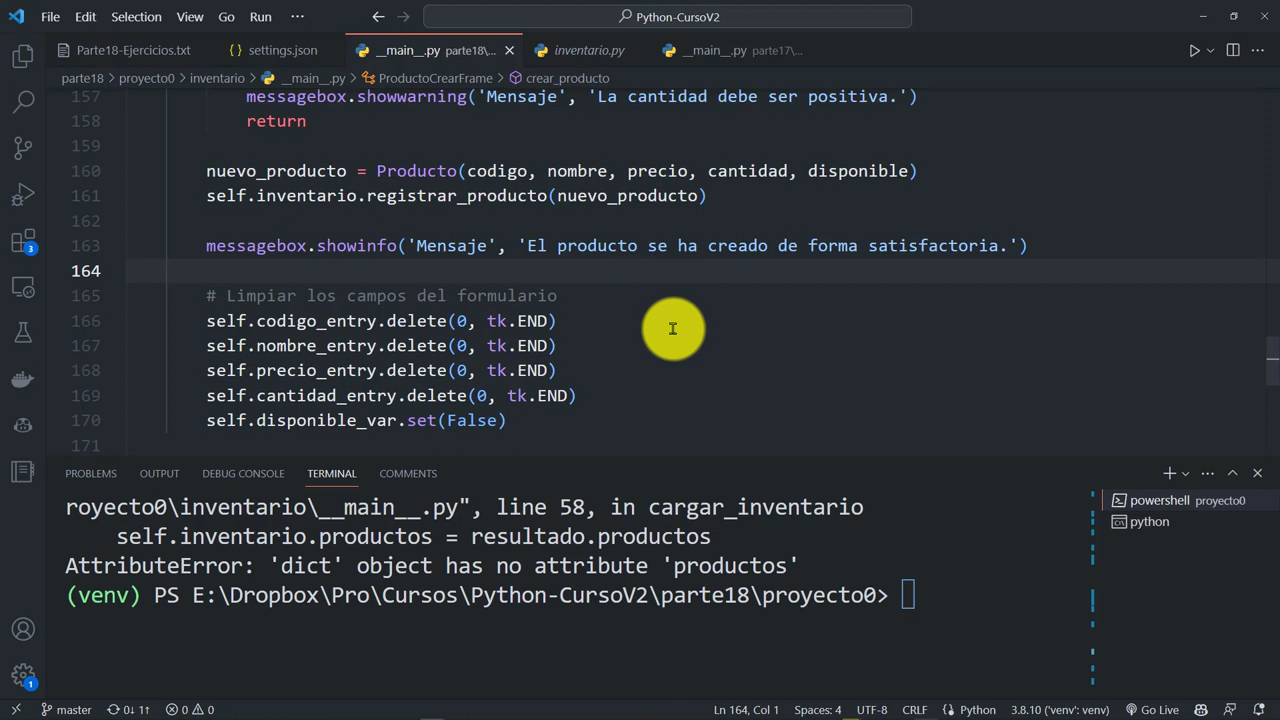 File Edit Selection View Go Run ··· Python-CursoV2
Parte18-Ejercicios.txt {} settings.json __main__.py parte18\... inventario.py __main__.py parte17\...
parte18 > proyecto0 > inventario > __main__.py > ProductoCrearFrame > crear_producto
157 messagebox.showwarning('Mensaje', 'La cantidad debe ser positiva.')
158 return
159
160 nuevo_producto = Producto(codigo, nombre, precio, cantidad, disponible)
161 self.inventario.registrar_producto(nuevo_producto)
162
163 messagebox.showinfo('Mensaje', 'El producto se ha creado de forma satisfactoria.')
164
165 # Limpiar los campos del formulario
166 self.codigo_entry.delete(0, tk.END)
167 self.nombre_entry.delete(0, tk.END)
168 self.precio_entry.delete(0, tk.END)
169 self.cantidad_entry.delete(0, tk.END)
170 self.disponible_var.set(False)
171
3
PROBLEMS OUTPUT DEBUG CONSOLE TERMINAL COMMENTS
royecto0\inventario\__main__.py", line 58, in cargar_inventario
self.inventario.productos = resultado.productos
AttributeError: 'dict' object has no attribute 'productos'
(venv) PS E:\Dropbox\Pro\Cursos\Python-CursoV2\parte18\proyecto0>
powershell proyecto0
python
1
master 0↓ 1↑ 0 0 Ln 164, Col 1 Spaces: 4 UTF-8 CRLF Python 3.8.10 ('venv': venv) Go Live